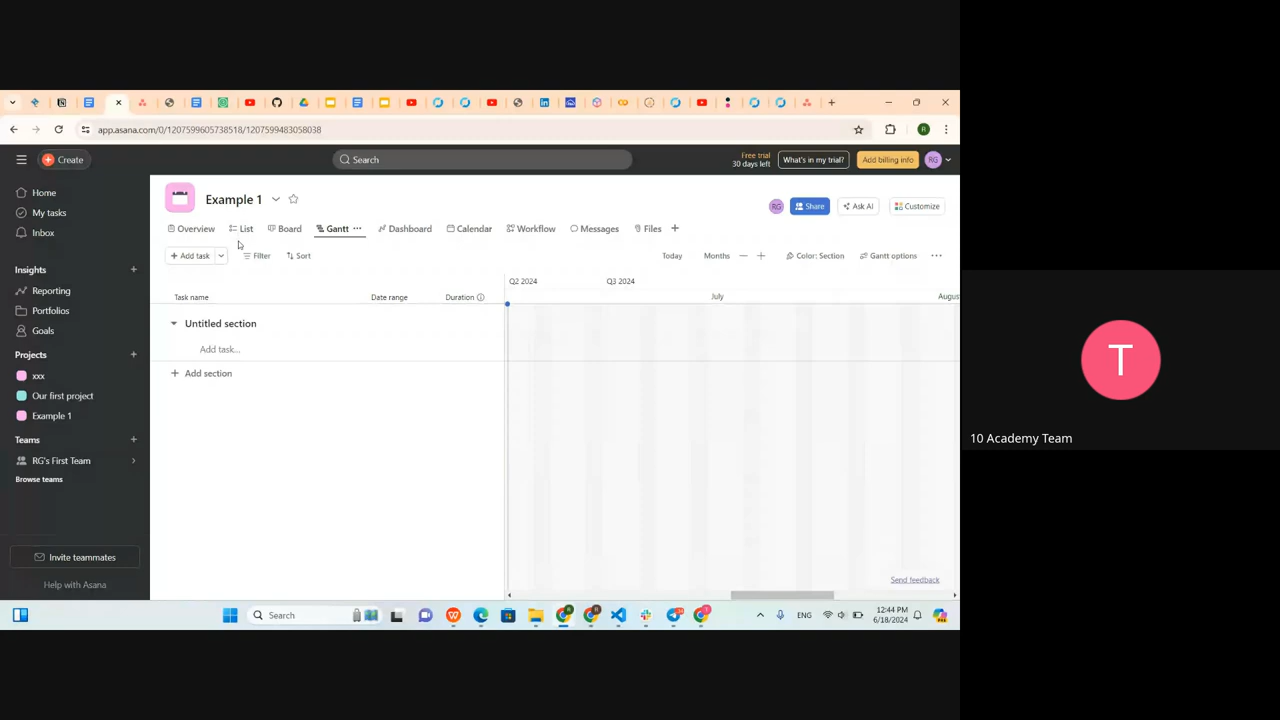 app.asana.com/0/1207599605738518/1207599483058038
Create
Search
Free trial
30 days left
What's in my trial?
Add billing info
RG
Home
My tasks
Inbox
Insights
Reporting
Portfolios
Goals
Projects
xxx
Our first project
Example 1
Teams
RG's First Team
Browse teams
Invite teammates
Help with Asana
Example 1
RG
Share
Ask AI
Customize
Overview
List
Board
Gantt
Dashboard
Calendar
Workflow
Messages
Files
Add task
Filter
Sort
Today
Months
Color: Section
Gantt options
Task name
Date range
Duration
Q2 2024
Q3 2024
July
Augus
Untitled section
Add task...
Add section
Send feedback
T
10 Academy Team
Search
ENG
12:44 PM
6/18/2024